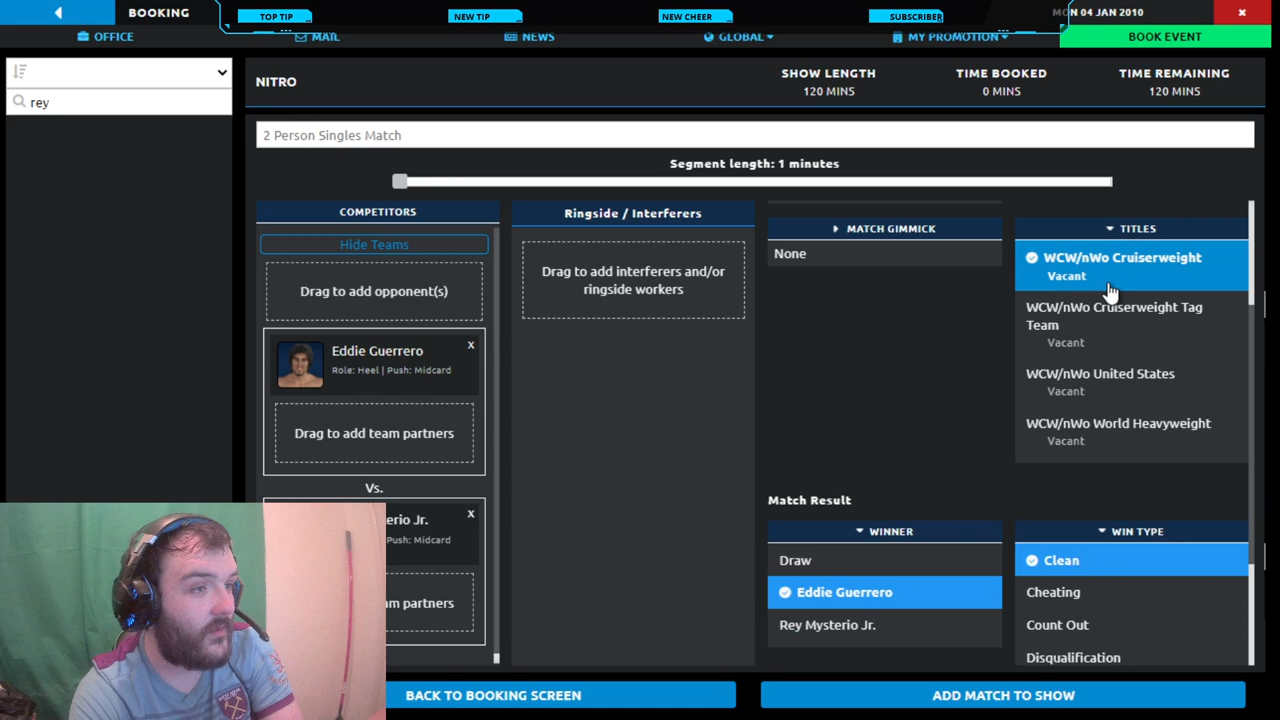 BOOKING
TOP TIP
NEW TIP
NEW CHEER
SUBSCRIBER
MON 04 JAN 2010
OFFICE
MAIL
NEWS
GLOBAL
MY PROMOTION
BOOK EVENT
rey
NITRO
SHOW LENGTH
120 MINS
TIME BOOKED
0 MINS
TIME REMAINING
120 MINS
2 Person Singles Match
Segment length: 1 minutes
COMPETITORS
Hide Teams
Drag to add opponent(s)
Eddie Guerrero
x
Role: Heel | Push: Midcard
Drag to add team partners
Vs.
erio Jr.
x
Push: Midcard
m partners
Ringside / Interferers
Drag to add interferers and/or
ringside workers
MATCH GIMMICK
None
TITLES
WCW/nWo Cruiserweight
Vacant
WCW/nWo Cruiserweight Tag
Team
Vacant
WCW/nWo United States
Vacant
WCW/nWo World Heavyweight
Vacant
Match Result
WINNER
Draw
Eddie Guerrero
Rey Mysterio Jr.
WIN TYPE
Clean
Cheating
Count Out
Disqualification
BACK TO BOOKING SCREEN
ADD MATCH TO SHOW